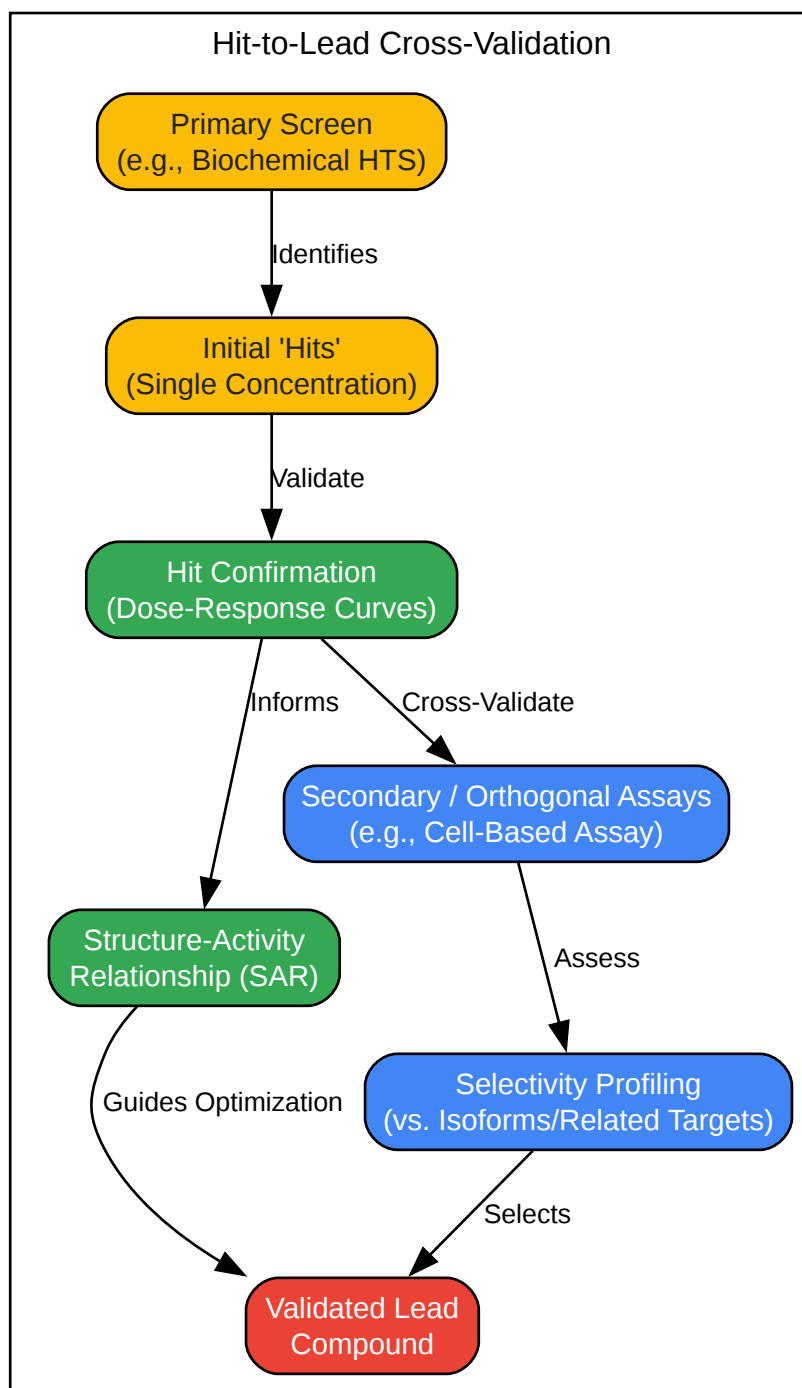 Hit-to-Lead Cross-Validation
Primary Screen
(e.g., Biochemical HTS)
Identifies
Initial 'Hits'
(Single Concentration)
Validate
Hit Confirmation
(Dose-Response Curves)
Informs
Cross-Validate
Secondary / Orthogonal Assays
(e.g., Cell-Based Assay)
Structure-Activity
Relationship (SAR)
Assess
Selectivity Profiling
(vs. Isoforms/Related Targets)
Guides Optimization
Selects
Validated Lead
Compound